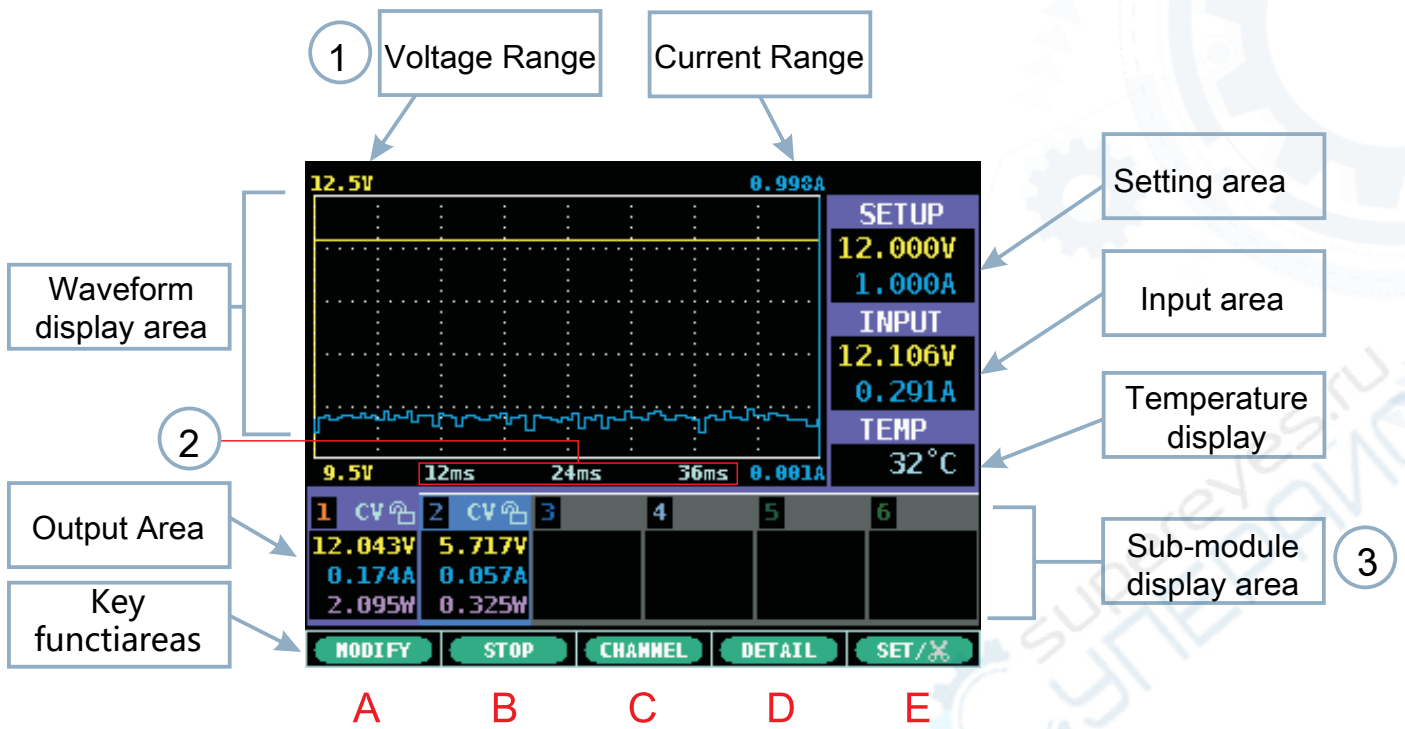 1
Voltage Range
Current Range
12.5V
0.998A
Setting area
SETUP
12.000V
1.000A
Waveform
display area
Input area
INPUT
12.106V
0.291A
Temperature
display
TEMP
32°C
2
9.5V
12ms
24ms
36ms
0.001A
Output Area
1 CV
2 CV
3
4
5
6
12.043V
5.717V
0.174A
0.057A
2.095W
0.325W
Sub-module
display area
3
Key
functiareas
MODIFY
STOP
CHANNEL
DETAIL
SET/
A
B
C
D
E
supereyes.ru